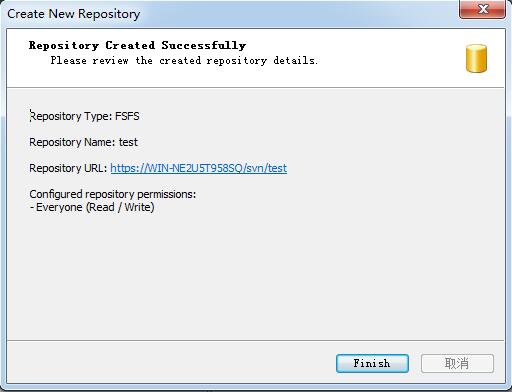 Create New Repository
Repository Created Successfully
Please review the created repository details.
Repository Type: FSFS
Repository Name: test
Repository URL: https://WIN-NE2U5T958SQ/svn/test
Configured repository permissions:
- Everyone (Read / Write)
Finish
取消